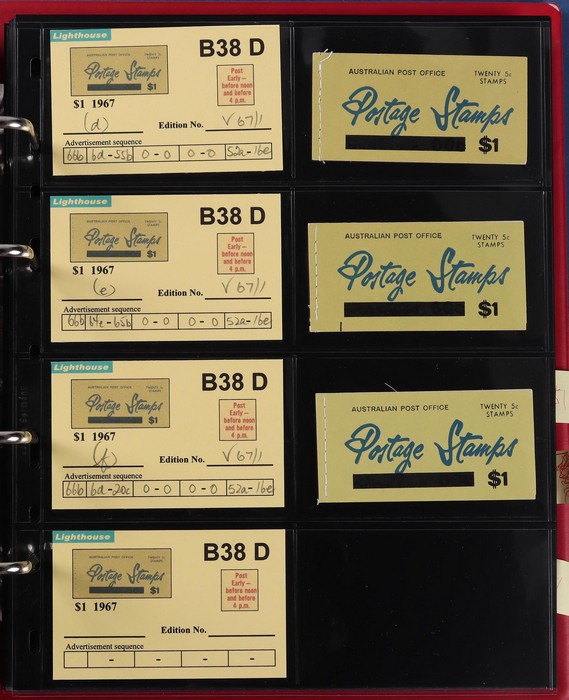 Lighthouse
B38 D
AUSTRALIAN POST OFFICE TWENTY 5c STAMPS
Postage Stamps
$1
Post
Early –
before noon
and before
4 p.m.
$1 1967
(d)
Edition No. V67/1
Advertisement sequence
66b 6d - 55b 0 - 0 0 - 0 52a - 16e
AUSTRALIAN POST OFFICE
TWENTY 5c
STAMPS
Postage Stamps
$1
Lighthouse
B38 D
AUSTRALIAN POST OFFICE TWENTY 5c STAMPS
Postage Stamps
$1
Post
Early –
before noon
and before
4 p.m.
$1 1967
(e)
Edition No. V67/1
Advertisement sequence
66b 64e - 65b 0 - 0 0 - 0 52a - 16e
AUSTRALIAN POST OFFICE
TWENTY 5c
STAMPS
Postage Stamps
$1
Lighthouse
B38 D
AUSTRALIAN POST OFFICE TWENTY 5c STAMPS
Postage Stamps
$1
Post
Early –
before noon
and before
4 p.m.
$1 1967
(f)
Edition No. V67/1
Advertisement sequence
66b 6d - 20c 0 - 0 0 - 0 52a - 16e
AUSTRALIAN POST OFFICE
TWENTY 5c
STAMPS
Postage Stamps
$1
Lighthouse
B38 D
AUSTRALIAN POST OFFICE TWENTY 5c STAMPS
Postage Stamps
$1
Post
Early –
before noon
and before
4 p.m.
$1 1967
Edition No.
Advertisement sequence
- - - -